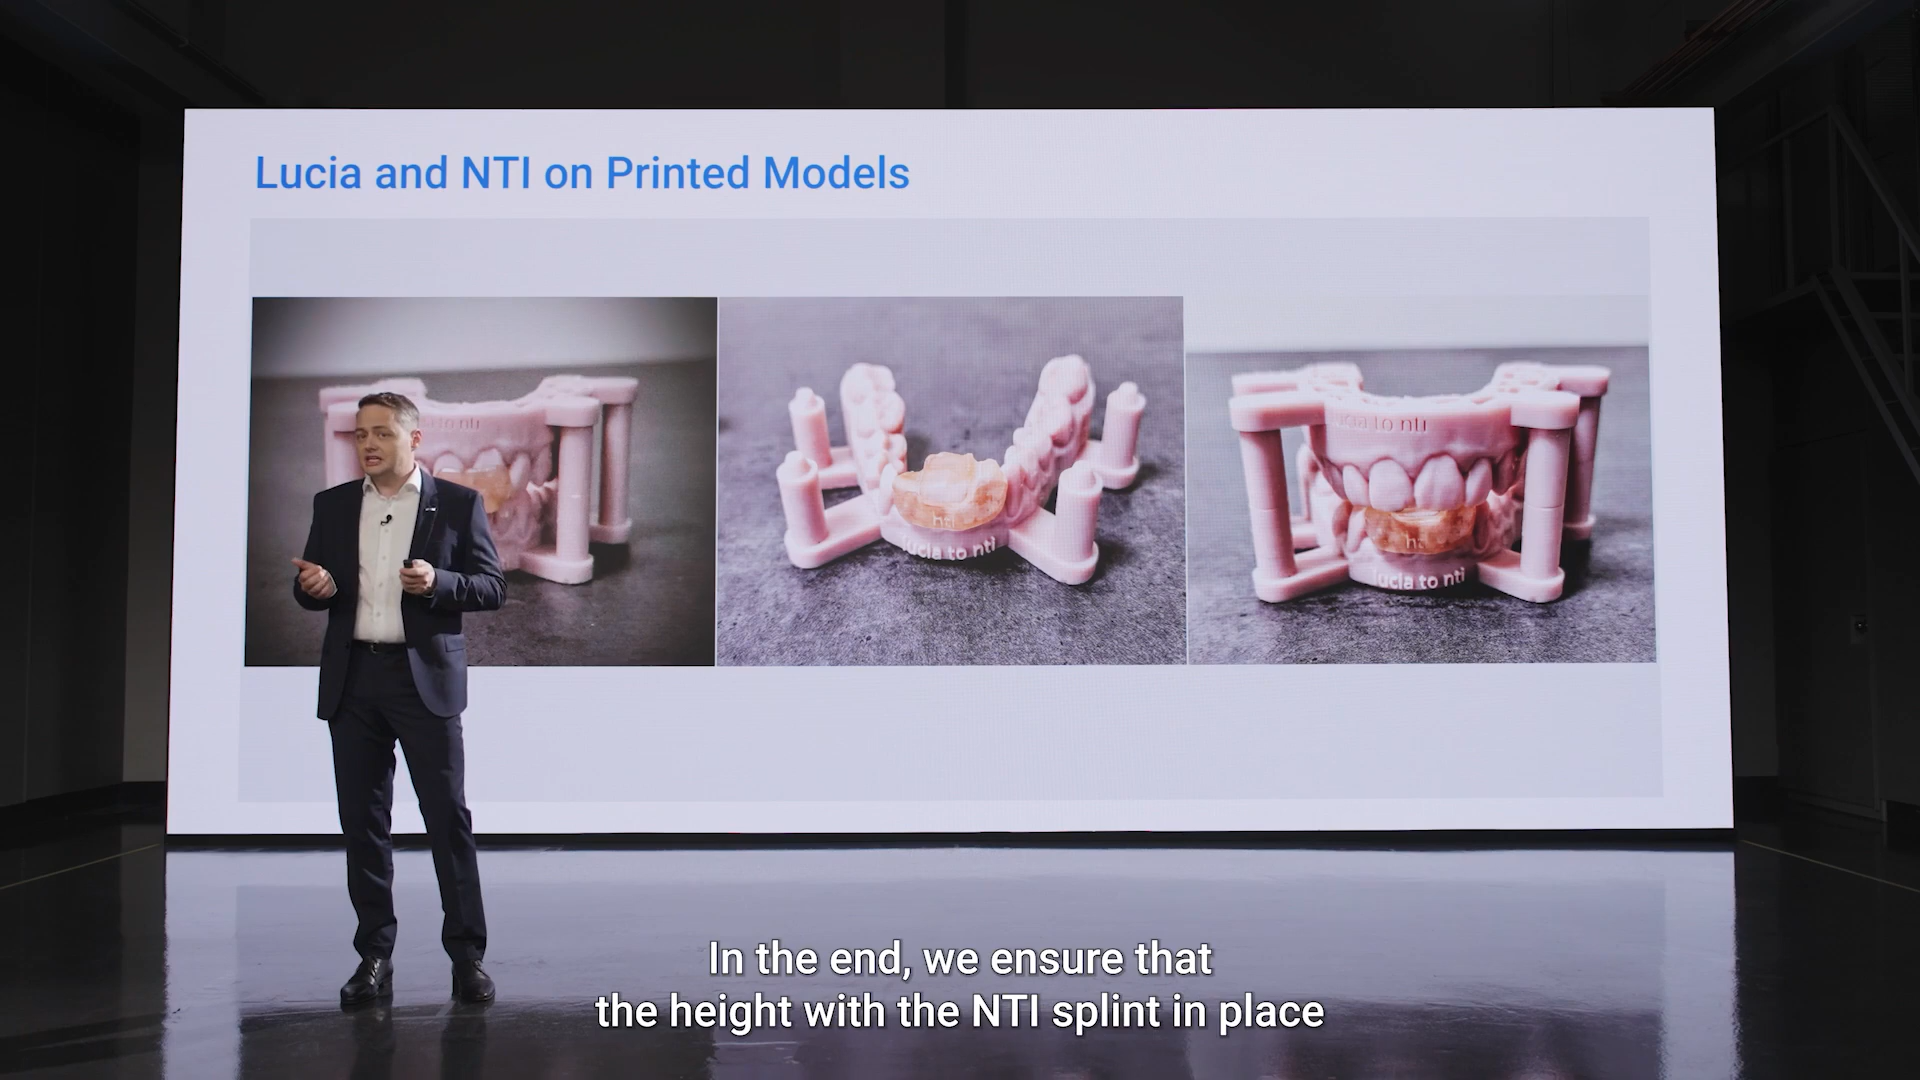 Lucia and NTI on Printed Models
lucia to nti
nti
lucia to nti
nti
lucia to nti
In the end, we ensure that
the height with the NTI splint in place